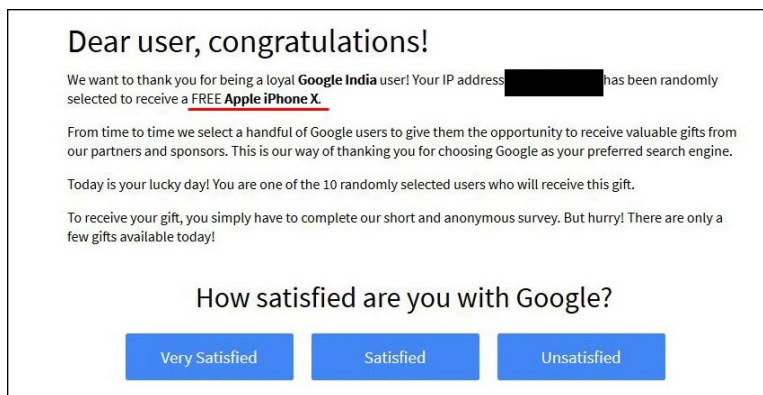 Dear user, congratulations!
We want to thank you for being a loyal Google India user! Your IP address has been randomly
selected to receive a FREE Apple iPhone X.
From time to time we select a handful of Google users to give them the opportunity to receive valuable gifts from
our partners and sponsors. This is our way of thanking you for choosing Google as your preferred search engine.
Today is your lucky day! You are one of the 10 randomly selected users who will receive this gift.
To receive your gift, you simply have to complete our short and anonymous survey. But hurry! There are only a
few gifts available today!
How satisfied are you with Google?
Very Satisfied
Satisfied
Unsatisfied